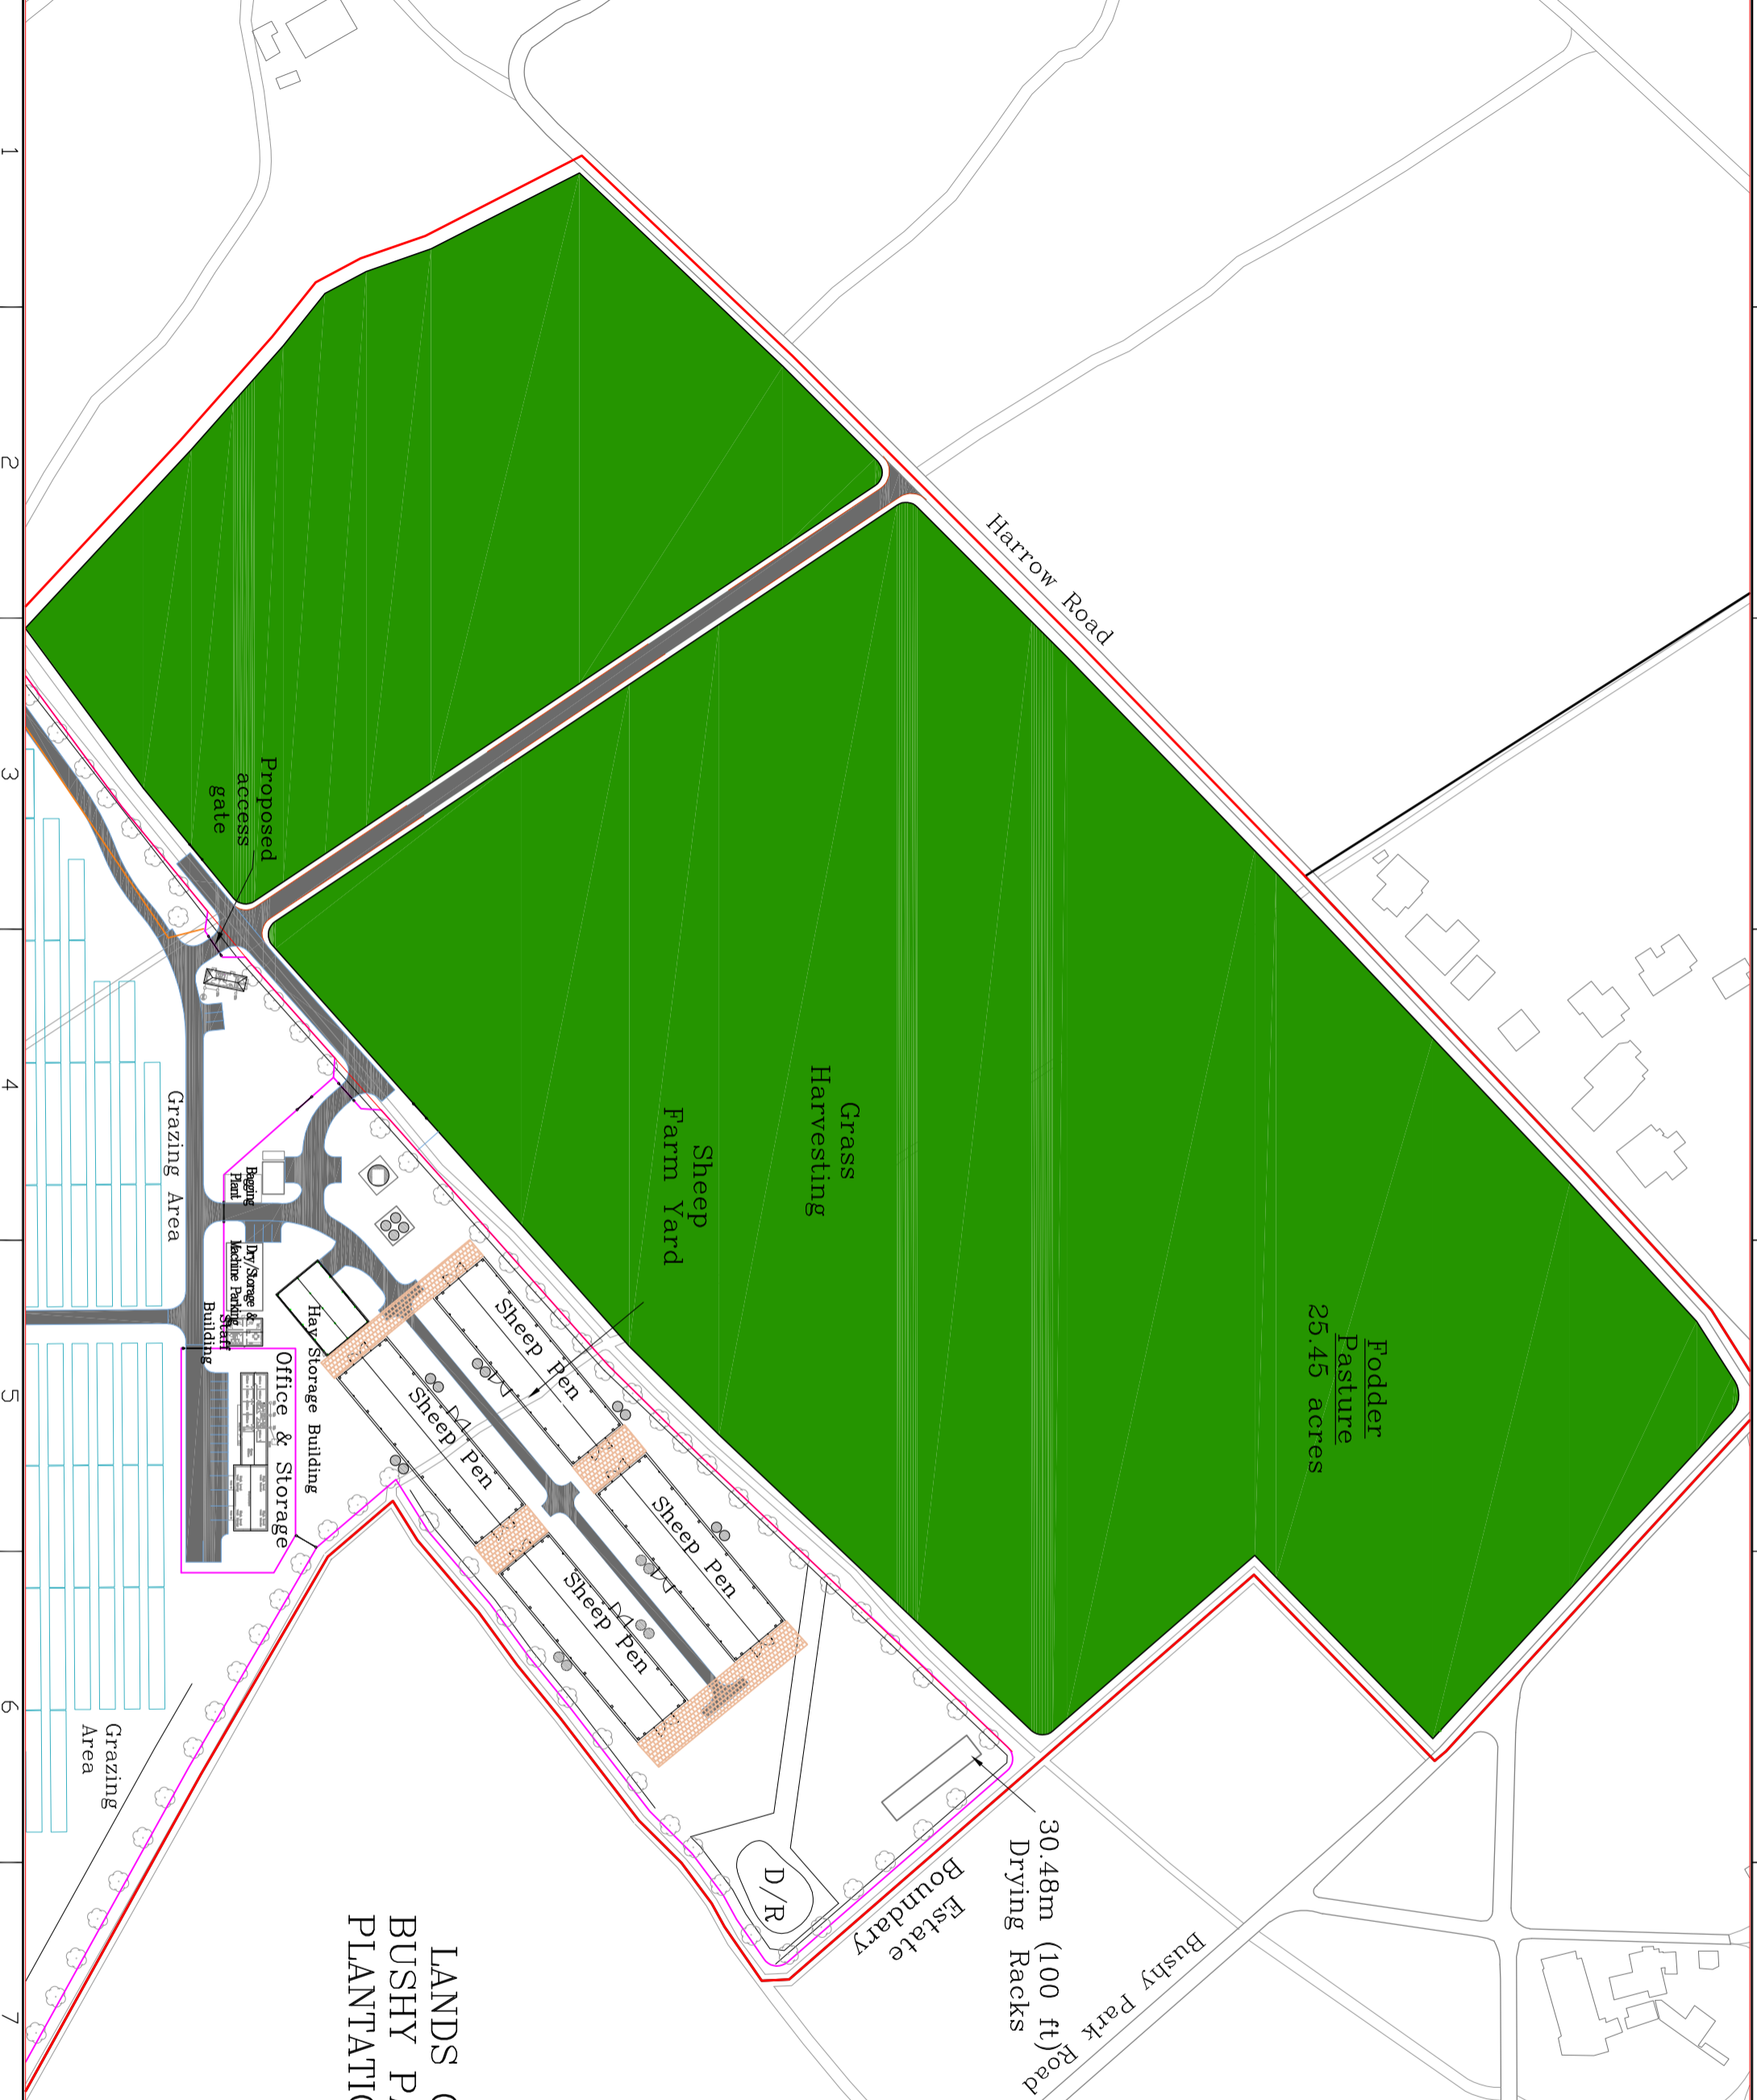 1
2
3
4
5
6
7
Harrow Road
Proposed
access
gate
Grass
Harvesting
Sheep
Farm Yard
Fodder
Pasture
25.45 acres
Grazing Area
Bagging
Plant
Dry/Storage &
Machine Parking
Staff
Building
Hay Storage Building
Office & Storage
Sheep Pen
Sheep Pen
Sheep Pen
Sheep Pen
Grazing
Area
30.48m (100 ft)
Drying Racks
D/R
Estate
Boundary
Bushy Park Road
LANDS
BUSHY